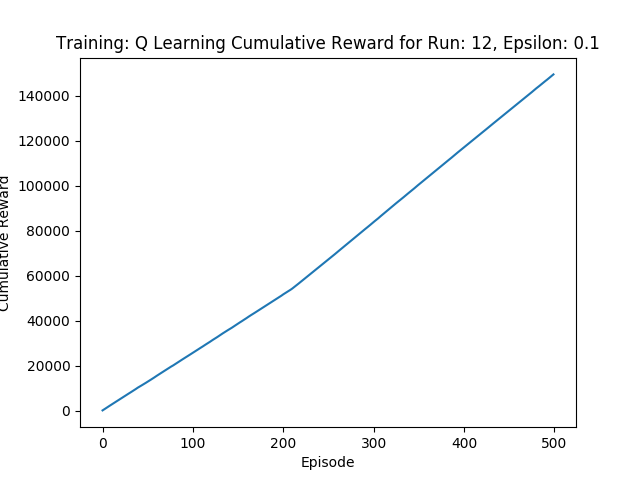 Training: Q Learning Cumulative Reward for Run: 12, Epsilon: 0.1
140000
120000
100000
80000
60000
40000
20000
0
Cumulative Reward
0 100 200 300 400 500
Episode